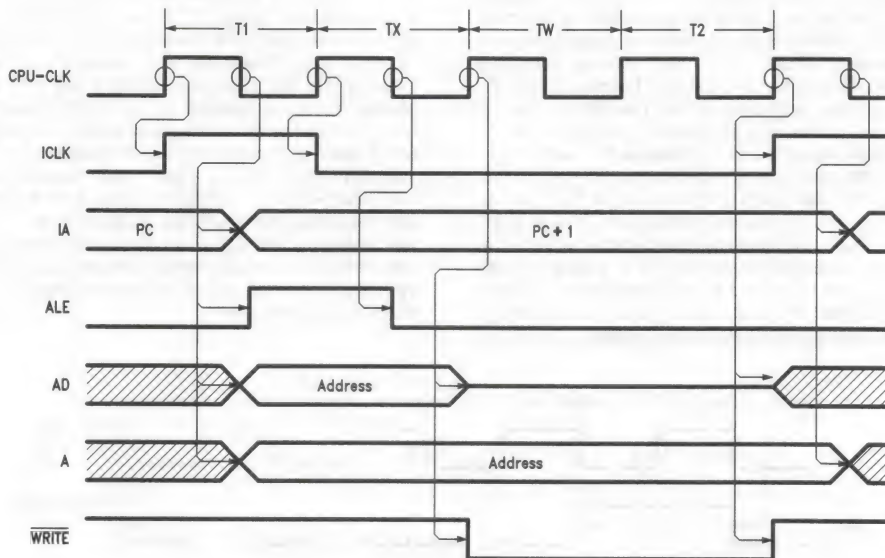 T1 TX TW T2
CPU-CLK
ICLK
IA PC PC + 1
ALE
AD Address
A Address
WRITE